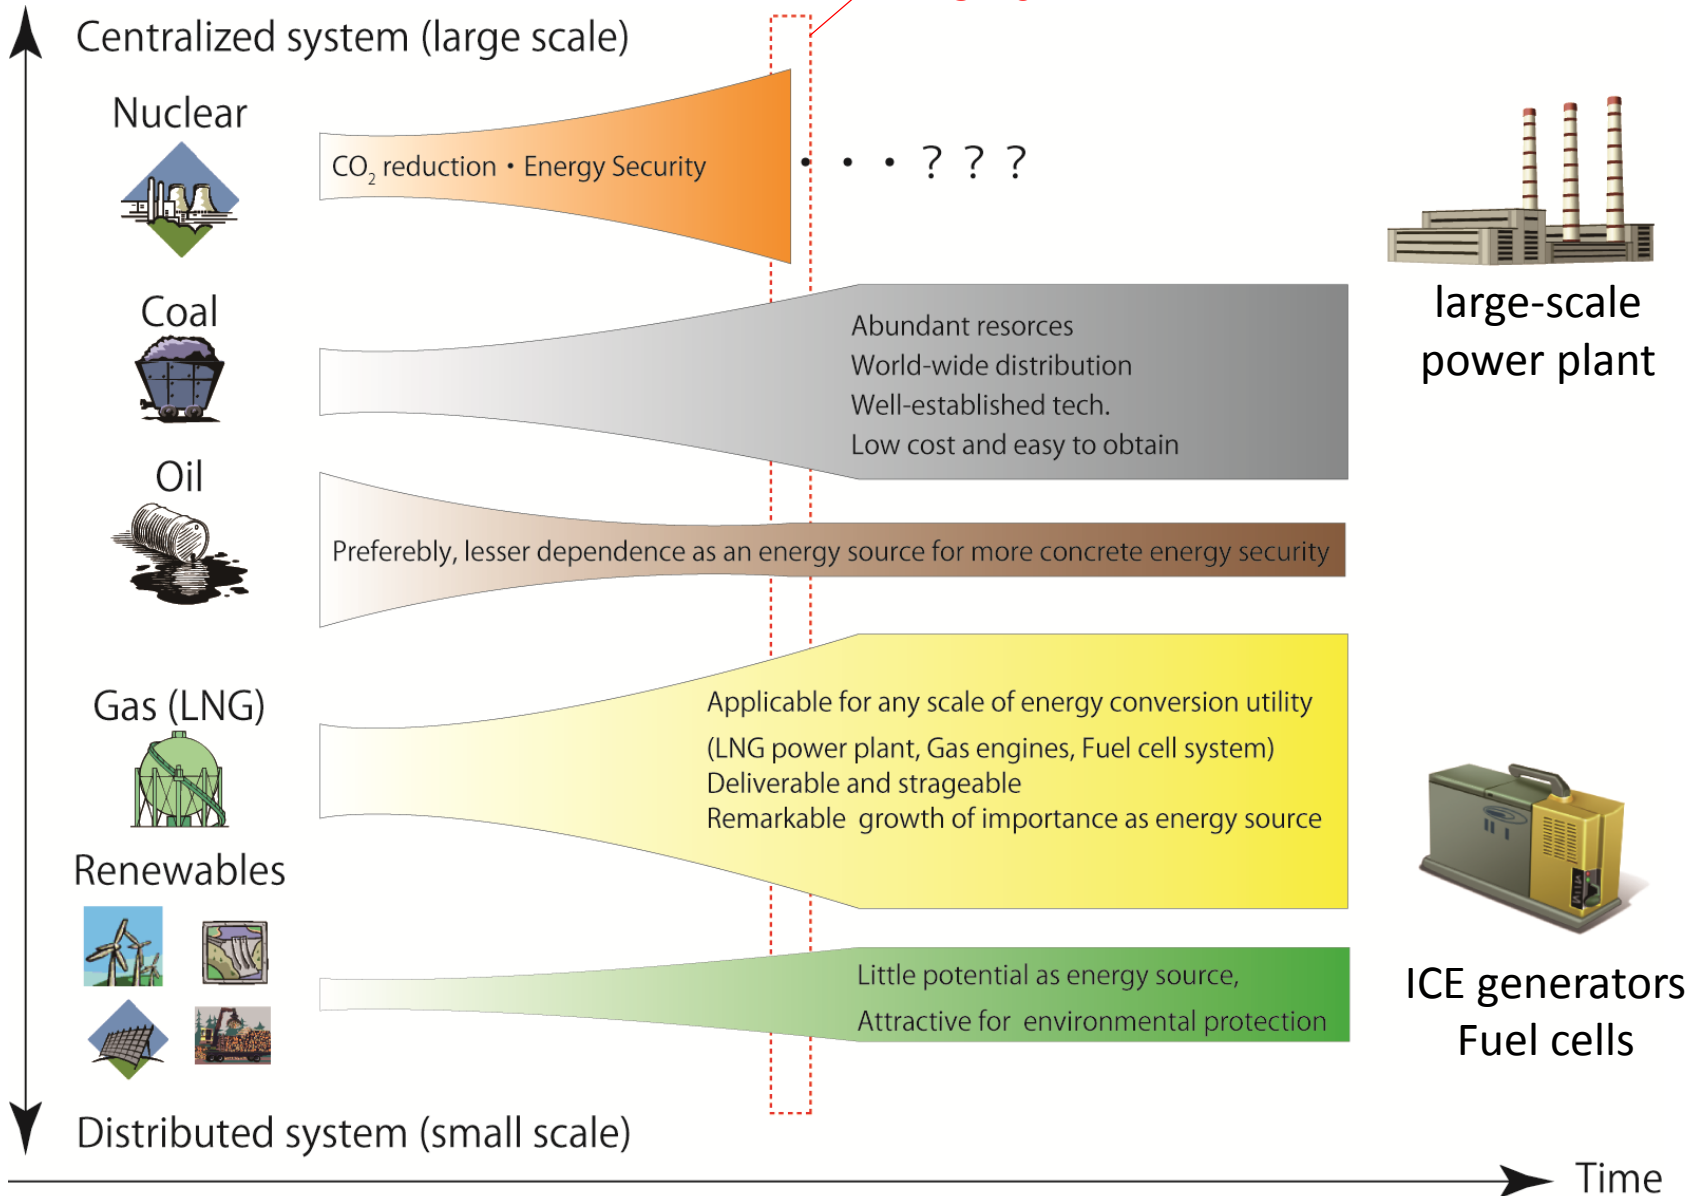 Centralized system (large scale)
Nuclear
CO₂ reduction・Energy Security
・・・???
large-scale
power plant
Coal
Abundant resorces
World-wide distribution
Well-established tech.
Low cost and easy to obtain
Oil
Preferebly, lesser dependence as an energy source for more concrete energy security
Gas (LNG)
Applicable for any scale of energy conversion utility
(LNG power plant, Gas engines, Fuel cell system)
Deliverable and strageable
Remarkable growth of importance as energy source
Renewables
Little potential as energy source,
Attractive for environmental protection
ICE generators
Fuel cells
Distributed system (small scale)
Time